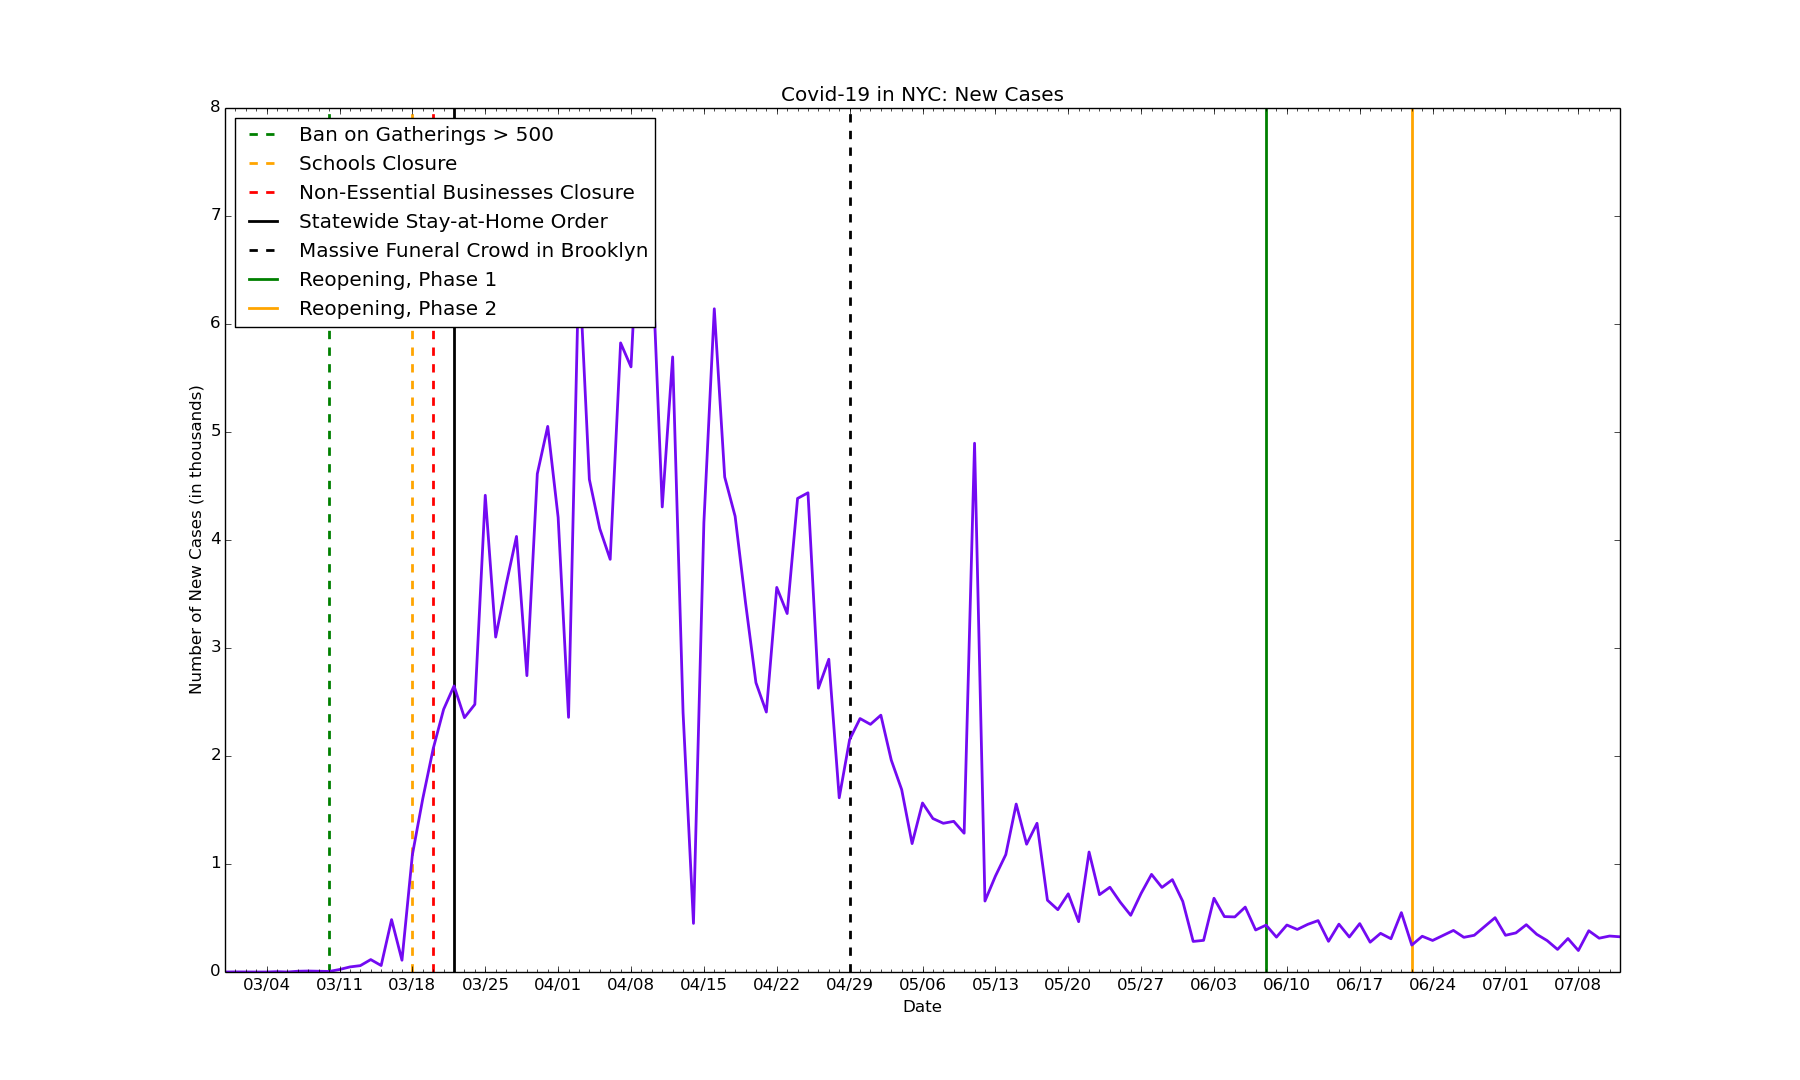 Covid-19 in NYC: New Cases
8
7
6
5
4
3
2
1
0
Number of New Cases (in thousands)
Ban on Gatherings > 500
Schools Closure
Non-Essential Businesses Closure
Statewide Stay-at-Home Order
Massive Funeral Crowd in Brooklyn
Reopening, Phase 1
Reopening, Phase 2
03/04 03/11 03/18 03/25 04/01 04/08 04/15 04/22 04/29 05/06 05/13 05/20 05/27 06/03 06/10 06/17 06/24 07/01 07/08
Date